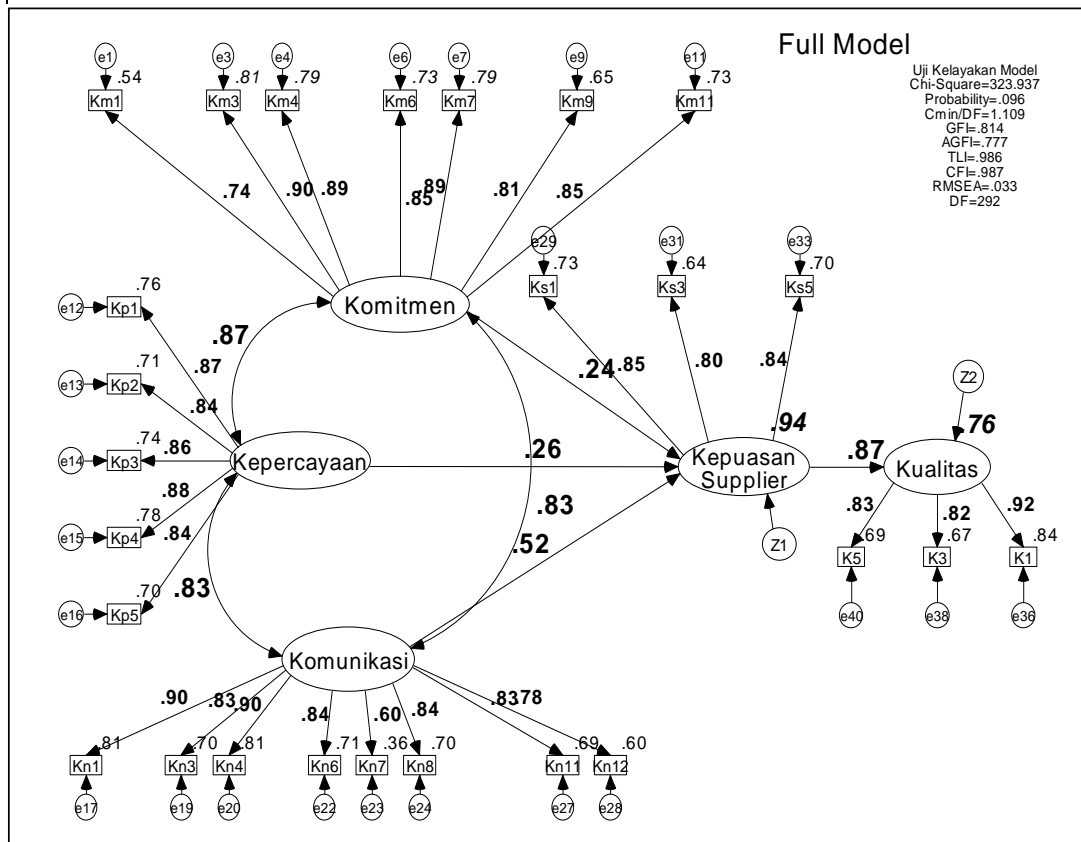 Full Model
Uji Kelayakan Model
Chi-Square=323.937
Probability=.096
Cmin/DF=1.109
GFI=.814
AGFI=.777
TLI=.986
CFI=.987
RMSEA=.033
DF=292
e1 e3 e4 e6 e7 e9 e11
.54 .81 .79 .73 .79 .65 .73
Km1 Km3 Km4 Km6 Km7 Km9 Km11
.74 .90 .89 .85 .89 .81 .85
e29 e31 e33
.73 .64 .70
Ks1 Ks3 Ks5
.85 .80 .84
Komitmen
.87
.24
e12 .76 Kp1 .87
e13 .71 Kp2 .84
e14 .74 Kp3 .86
e15 .78 Kp4 .88
e16 .70 Kp5 .84
Kepercayaan
.26
.83
.52
.83
.94
Kepuasan
Supplier
Z1
.87
Z2
.76
Kualitas
.83 .82 .92
.69 .67 .84
K5 K3 K1
e40 e38 e36
Komunikasi
.90 .83 .90 .84 .60 .84 .83 .78
.81 .70 .81 .71 .36 .70 .69 .60
Kn1 Kn3 Kn4 Kn6 Kn7 Kn8 Kn11 Kn12
e17 e19 e20 e22 e23 e24 e27 e28